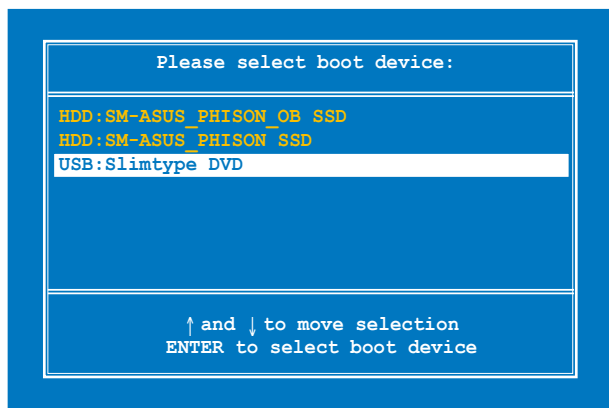 Please select boot device:
HDD:SM-ASUS_PHISON_OB SSD
HDD:SM-ASUS_PHISON SSD
USB:Slimtype DVD
↑ and ↓ to move selection
ENTER to select boot device